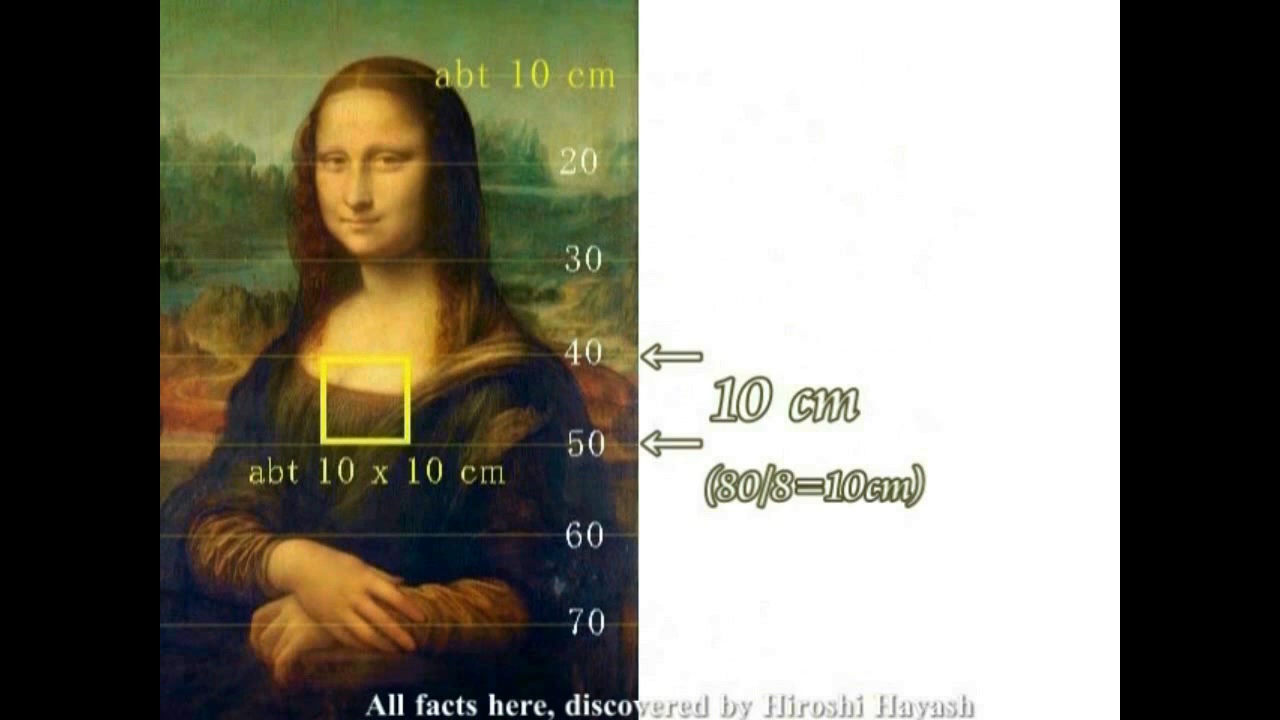 abt 10 cm
20
30
40
10 cm
50
abt 10 x 10 cm
(80/8=10cm)
60
70
All facts here, discovered by Hiroshi Hayash